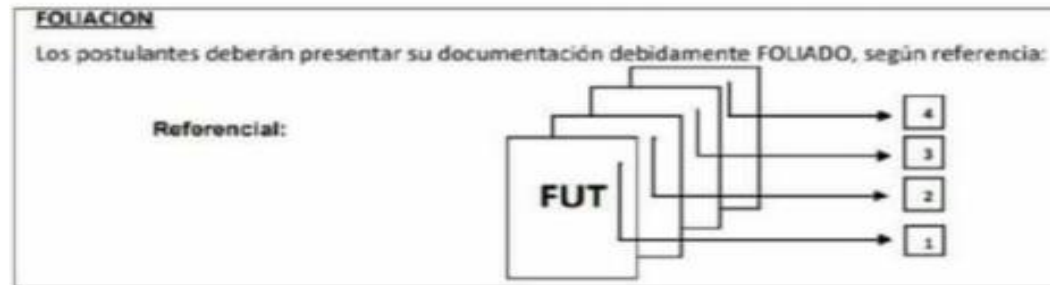 FOLIACION
Los postulantes deberán presentar su documentación debidamente FOLIADO, según referencia:
Referencial:
4
3
FUT
2
1